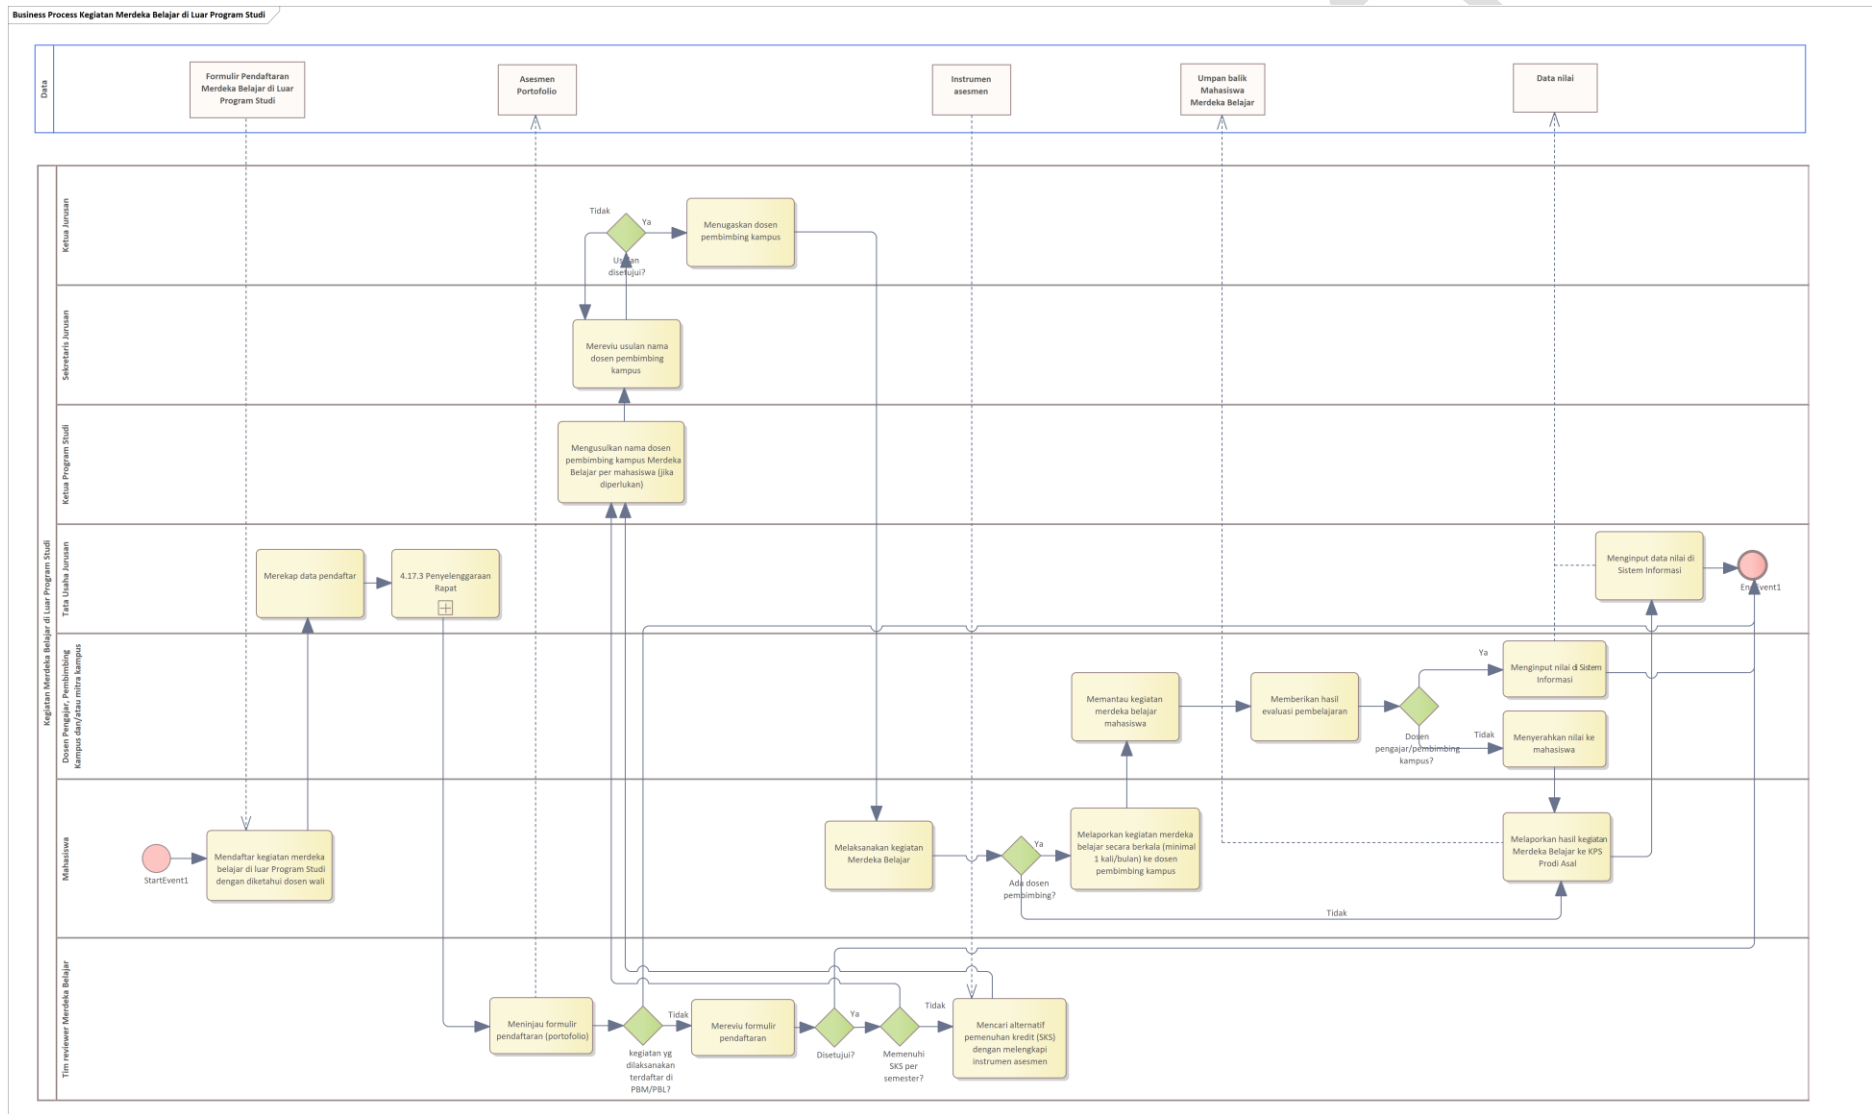 Business Process Kegiatan Merdeka Belajar di Luar Program Studi
Data
Formulir Pendaftaran
Merdeka Belajar di Luar
Program Studi
Asesmen
Portofolio
Instrumen
asesmen
Umpan balik
Mahasiswa
Merdeka Belajar
Data nilai
Kegiatan Merdeka Belajar di Luar Program Studi
Ketua Jurusan
Tidak
Ya
Usulan
disetujui?
Menugaskan dosen
pembimbing kampus
Sekretaris Jurusan
Mereviu usulan nama
dosen pembimbing
kampus
Ketua Program Studi
Mengusulkan nama dosen
pembimbing kampus Merdeka
Belajar per mahasiswa (jika
diperlukan)
Tata Usaha Jurusan
Merekap data pendaftar
4.17.3 Penyelenggaraan
Rapat
Menginput data nilai di
Sistem Informasi
EndEvent1
Dosen Pengajar, Pembimbing
Kampus dan/atau mitra kampus
Memantau kegiatan
merdeka belajar
mahasiswa
Memberikan hasil
evaluasi pembelajaran
Dosen
pengajar/pembimbing
kampus?
Ya
Menginput nilai di Sistem
Informasi
Tidak
Menyerahkan nilai ke
mahasiswa
Mahasiswa
StartEvent1
Mendaftar kegiatan merdeka
belajar di luar Program Studi
dengan diketahui dosen wali
Melaksanakan kegiatan
Merdeka Belajar
Ada dosen
pembimbing?
Ya
Melaporkan kegiatan merdeka
belajar secara berkala (minimal
1 kali/bulan) ke dosen
pembimbing kampus
Tidak
Melaporkan hasil kegiatan
Merdeka Belajar ke KPS
Prodi Asal
Tim reviewer Merdeka Belajar
Meninjau formulir
pendaftaran (portofolio)
kegiatan yg
dilaksanakan
terdaftar di
PBM/PBL?
Tidak
Mereviu formulir
pendaftaran
Disetujui?
Ya
Memenuhi
SKS per
semester?
Tidak
Mencari alternatif
pemenuhan kredit (SKS)
dengan melengkapi
instrumen asesmen